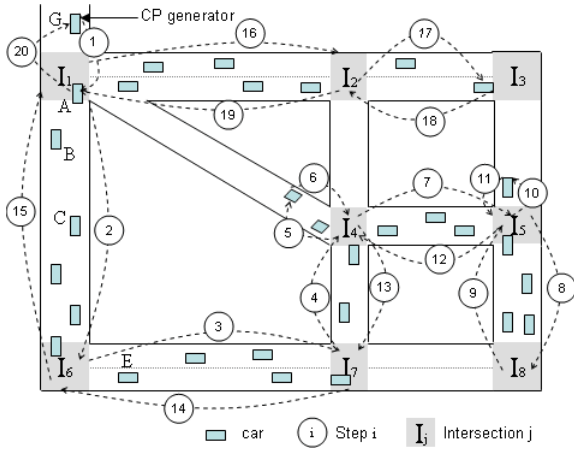 G
CP generator
20
1
16
17
I1
I2
I3
A
19
18
B
6
7
11
10
15
C
2
5
I4
I5
12
4
13
9
8
3
I6
E
I7
I8
14
car
i Step i
Ij Intersection j